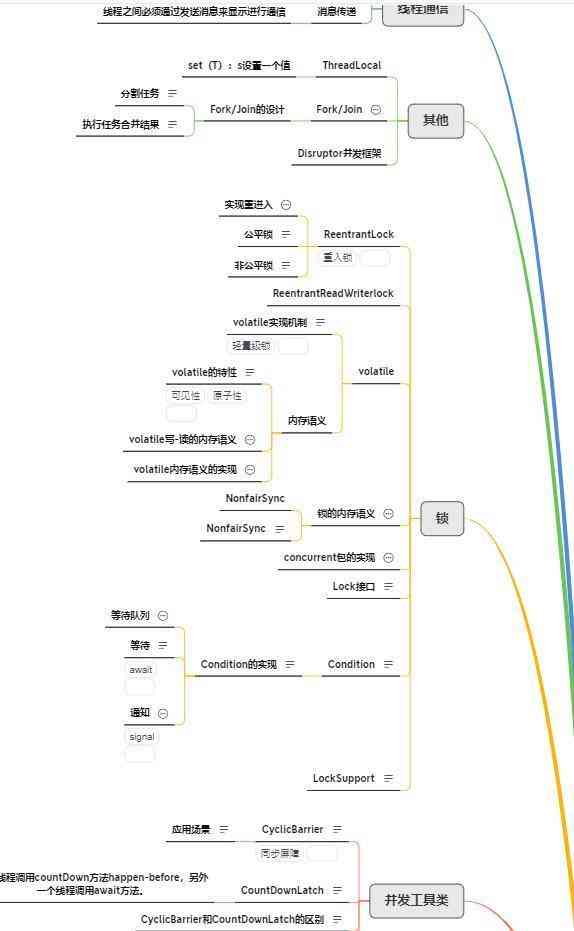 线程之间必须通过发送消息来显示进行通信
消息传递
线程通信
set（T）：s设置一个值
ThreadLocal
分割任务
执行任务合并结果
Fork/Join的设计
Fork/Join
Disruptor并发框架
其他
实现重进入
公平锁
非公平锁
ReentrantLock
重入锁
ReentrantReadWriterlock
volatile实现机制
轻量级锁
volatile的特性
可见性 原子性
volatile
内存语义
volatile写-读的内存语义
volatile内存语义的实现
NonfairSync
NonfairSync
锁的内存语义
锁
concurrent包的实现
Lock接口
等待队列
等待
await
Condition的实现
Condition
通知
signal
LockSupport
应用场景
CyclicBarrier
同步屏障
线程调用countDown方法happen-before，另外
一个线程调用await方法。
CountDownLatch
并发工具类
CyclicBarrier和CountDownLatch的区别